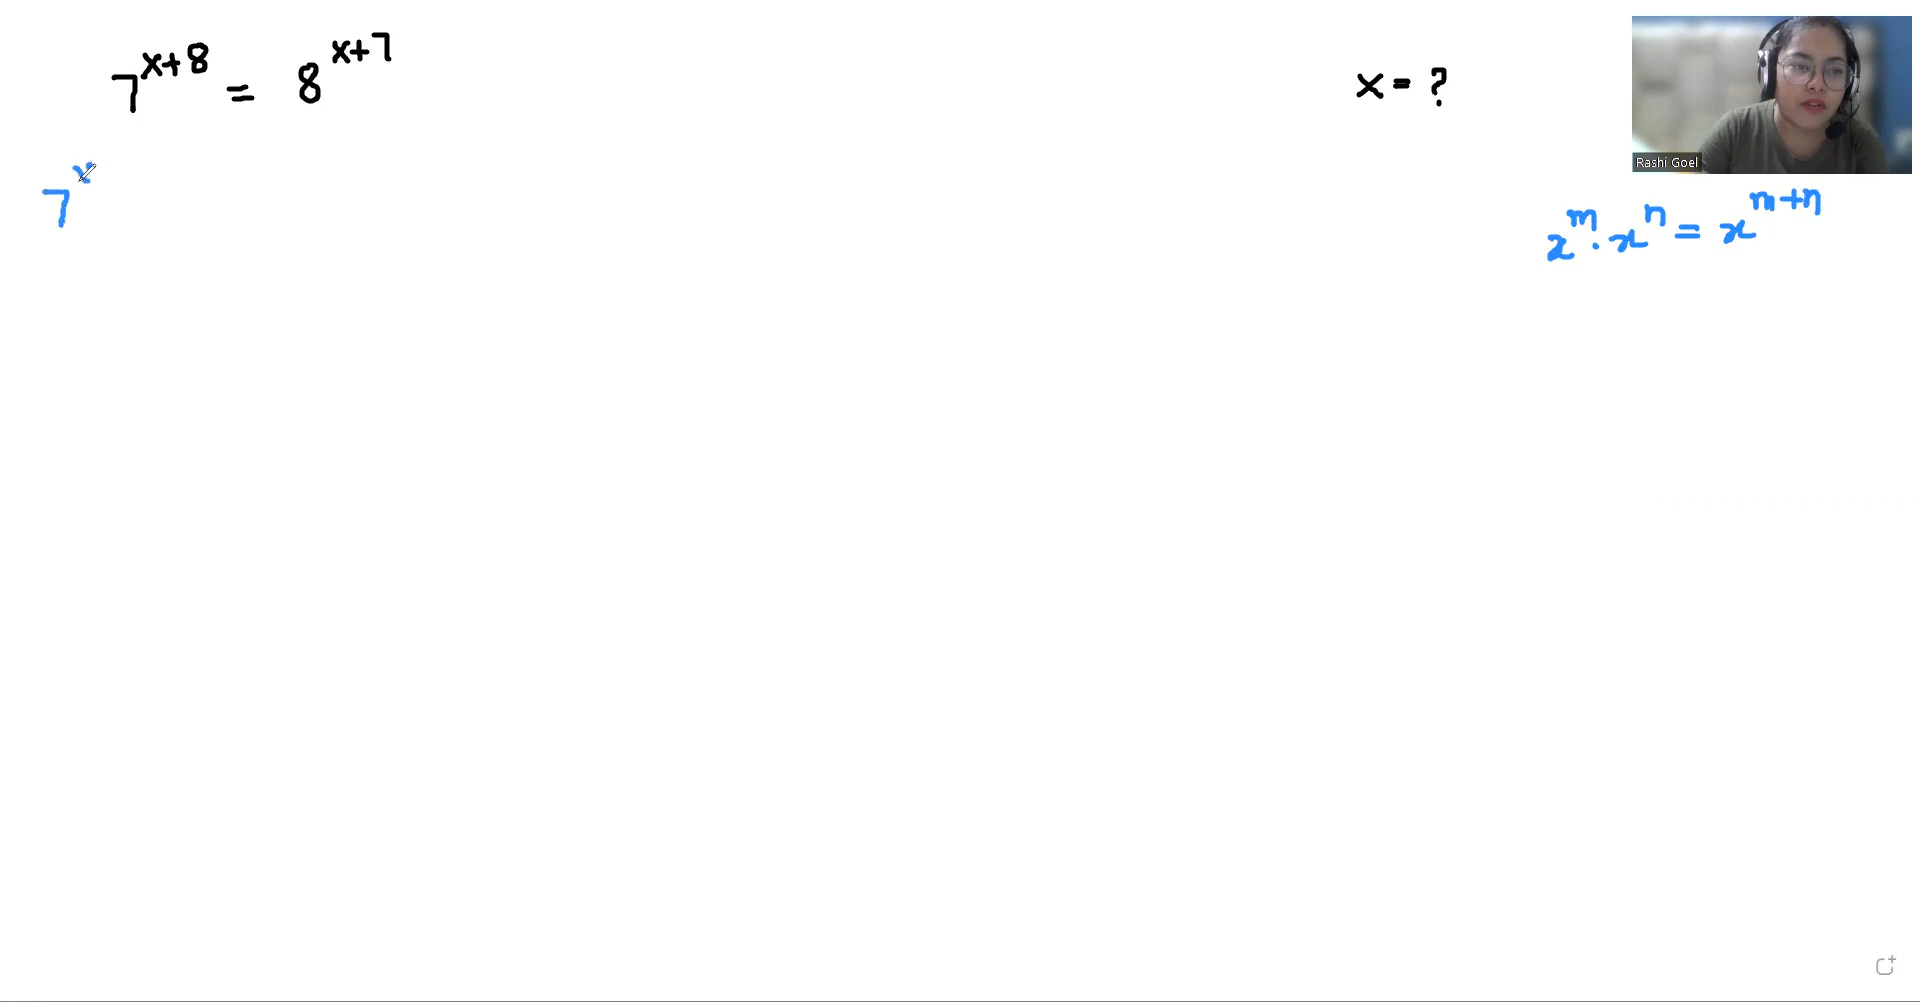 7^{x+8} = 8^{x+7}
x = ?
Rashi Goel
x^m · x^n = x^{m+n}
7^x